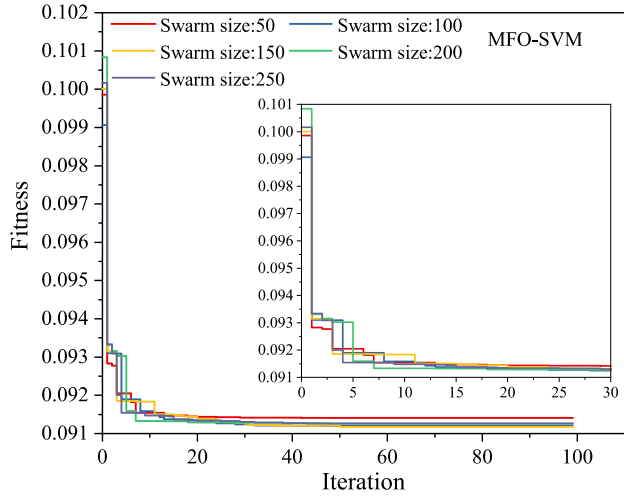 Swarm size:50 Swarm size:100
Swarm size:150 Swarm size:200
Swarm size:250
MFO-SVM
0.102
0.101
0.100
0.099
0.098
0.097
0.096
0.095
0.094
0.093
0.092
0.091
Fitness
0 20 40 60 80 100
Iteration
0.101
0.100
0.099
0.098
0.097
0.096
0.095
0.094
0.093
0.092
0.091
0 5 10 15 20 25 30